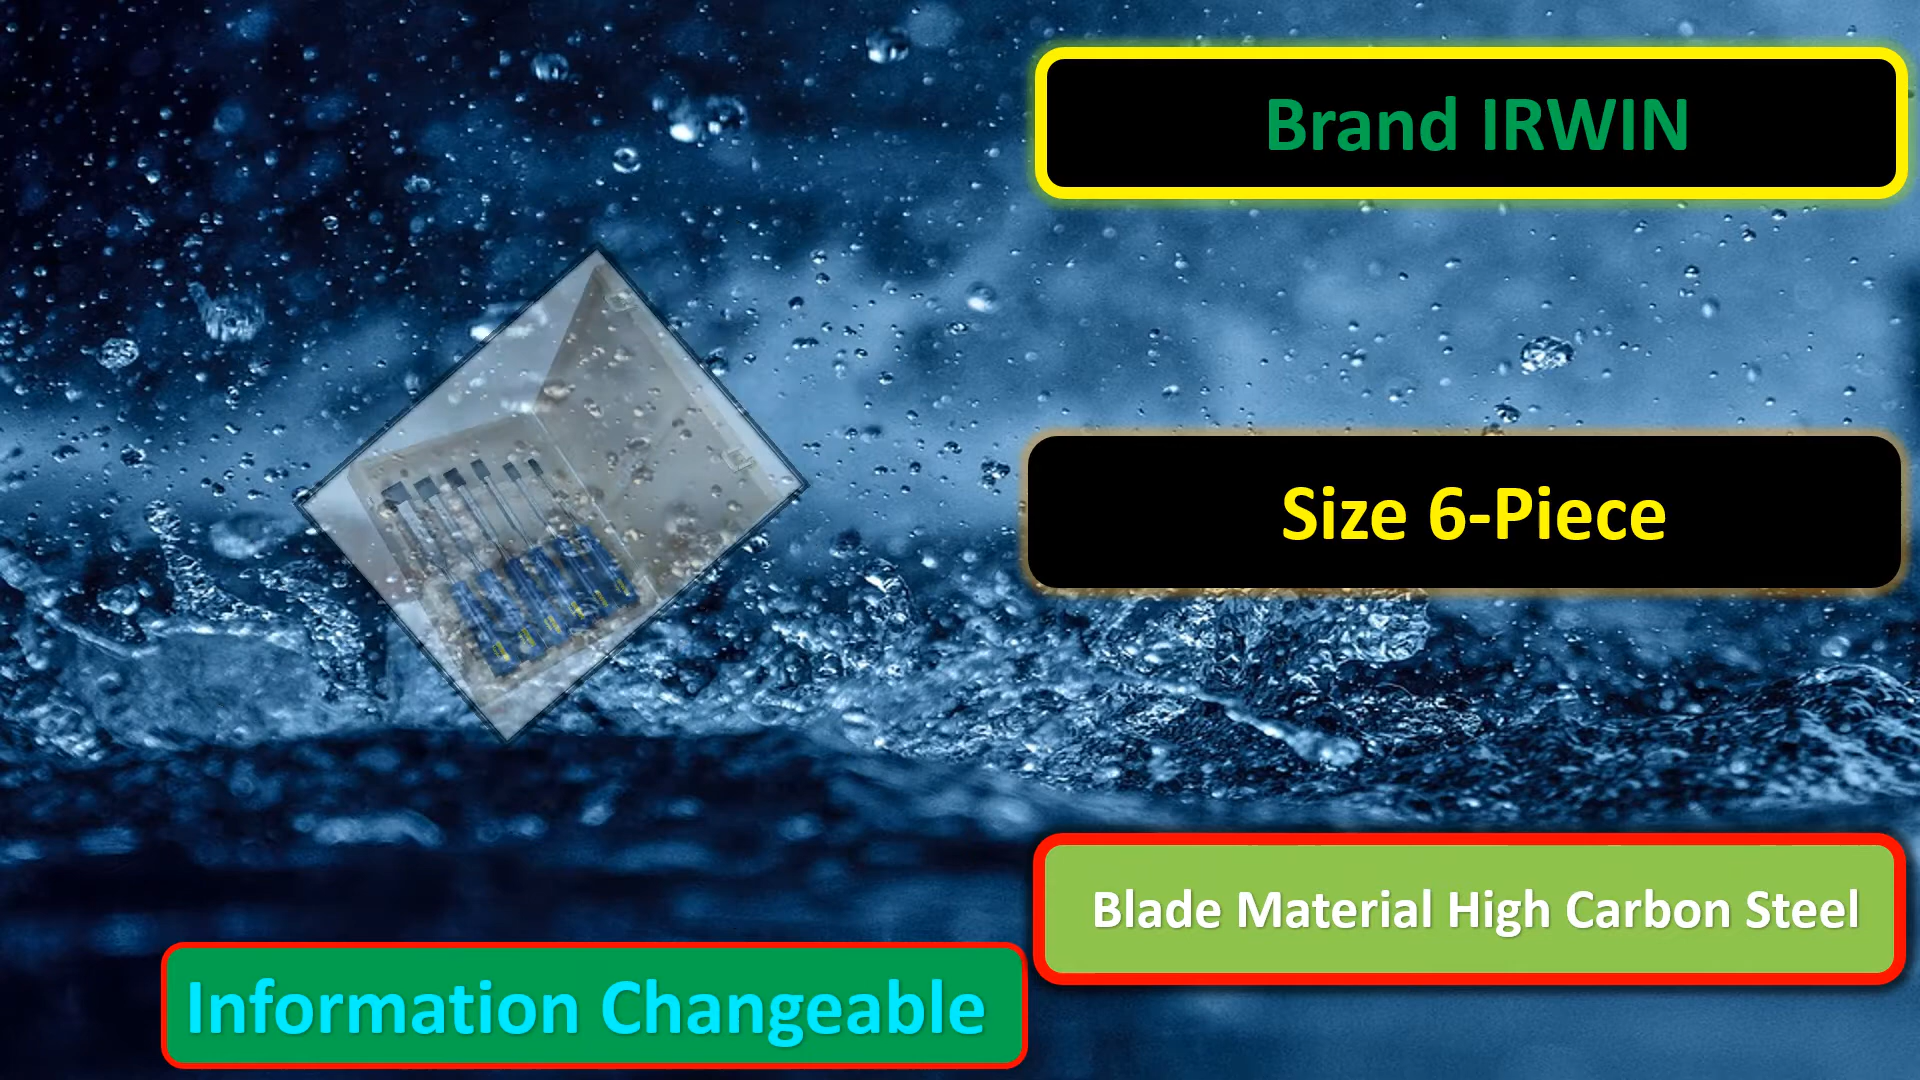 Brand IRWIN
Size 6-Piece
Blade Material High Carbon Steel
Information Changeable